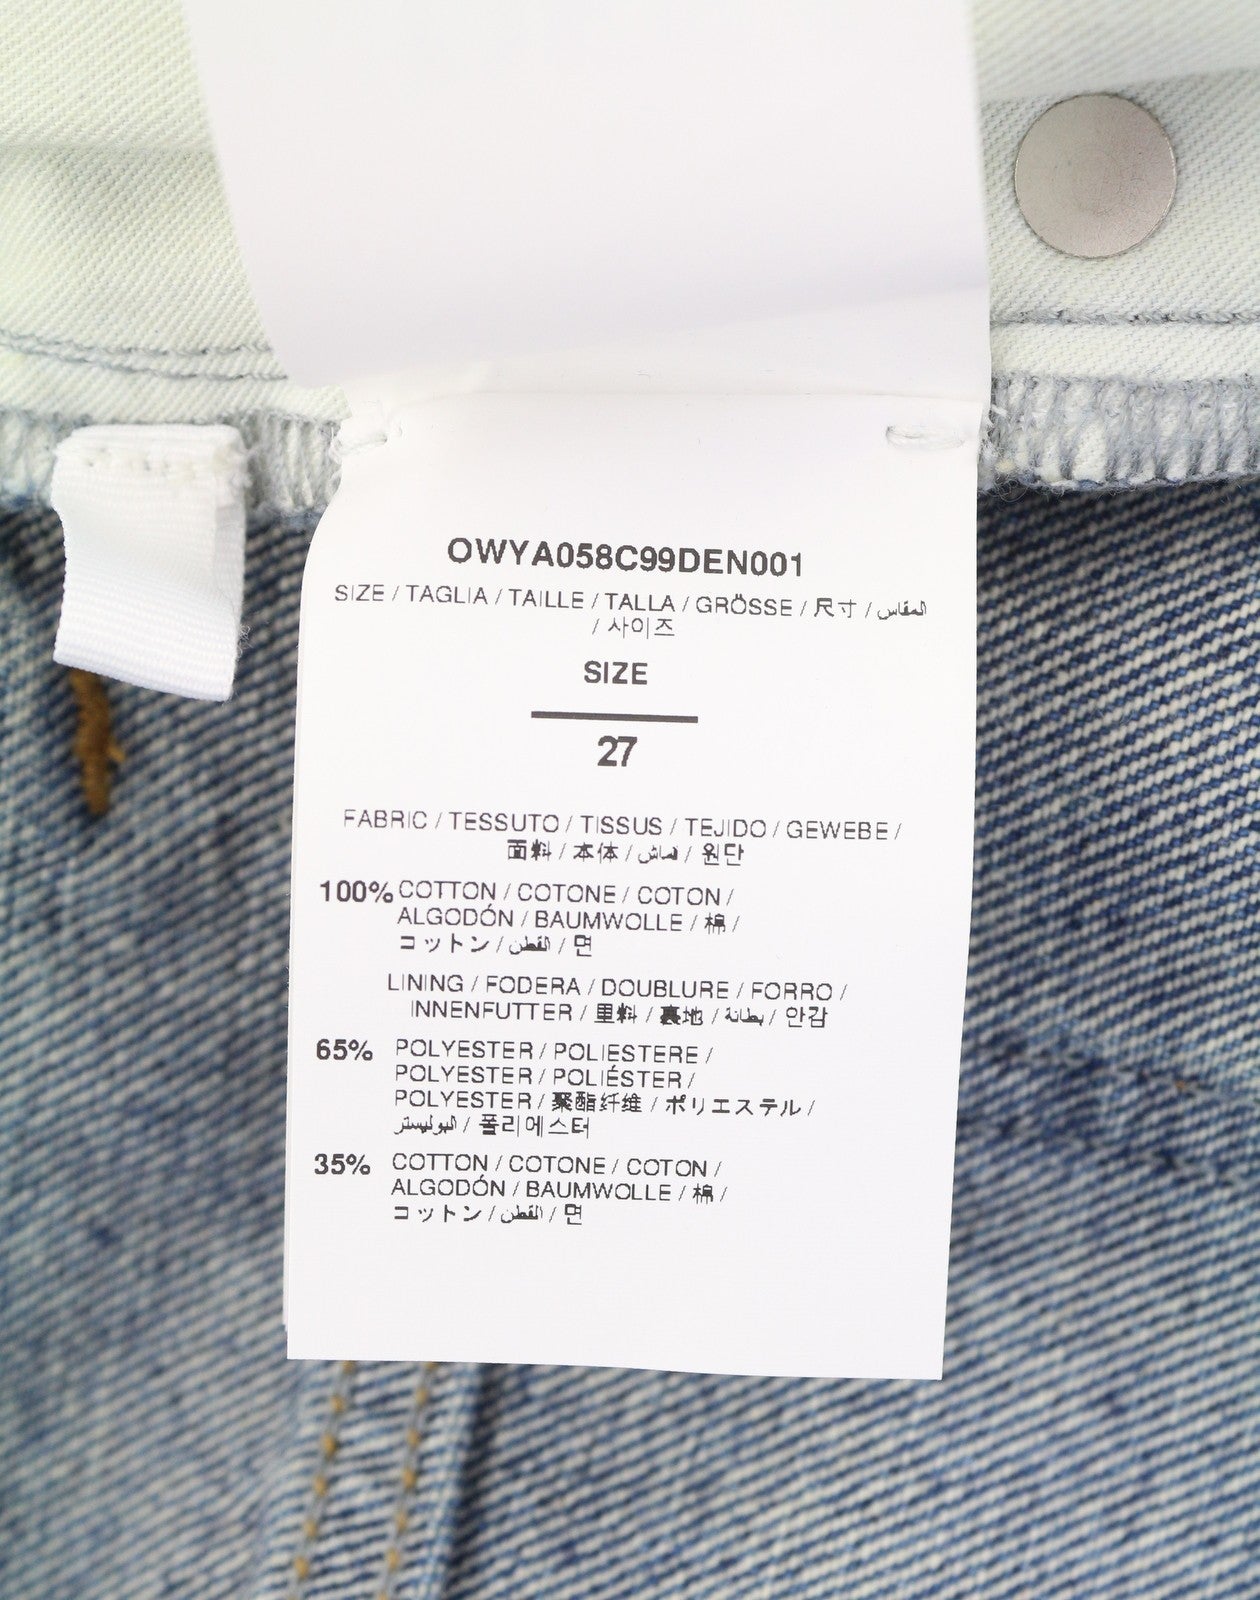 OWYA058C99DEN001
SIZE / TAGLIA / TAILLE / TALLA / GRÖSSE / 尺寸 / المقاس
/ 사이즈
SIZE
27
FABRIC / TESSUTO / TISSUS / TEJIDO / GEWEBE /
面料 / 本体 / قماش / 원단
100% COTTON / COTONE / COTON /
ALGODÓN / BAUMWOLLE / 棉 /
コットン / القطن / 면
LINING / FODERA / DOUBLURE / FORRO /
INNENFUTTER / 里料 / 裏地 / بطانة / 안감
65% POLYESTER / POLIESTERE /
POLYESTER / POLIÉSTER /
POLYESTER / 聚酯纤维 / ポリエステル /
البوليستر / 폴리에스터
35% COTTON / COTONE / COTON /
ALGODÓN / BAUMWOLLE / 棉 /
コットン / القطن / 면